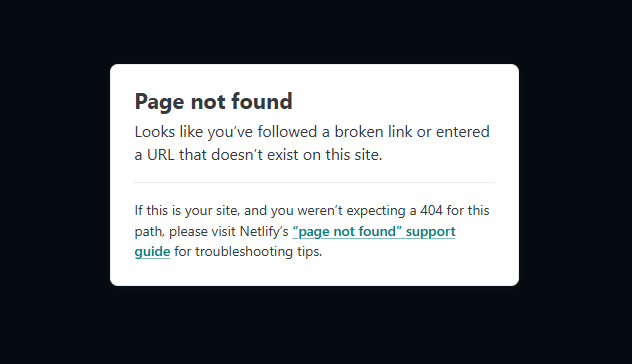 Page not found
Looks like you’ve followed a broken link or entered
a URL that doesn’t exist on this site.
If this is your site, and you weren’t expecting a 404 for this
path, please visit Netlify’s “page not found” support
guide for troubleshooting tips.